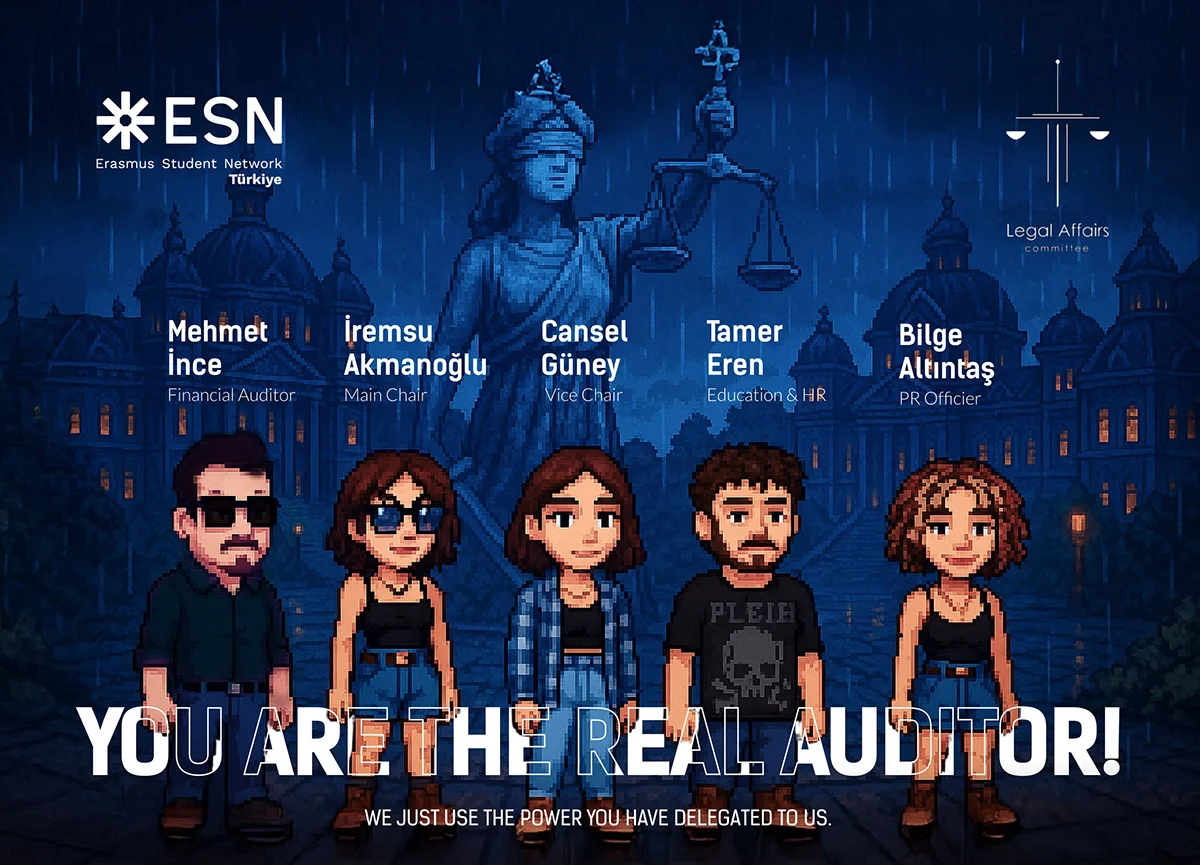 ESN
Erasmus Student Network
Türkiye
Legal Affairs
committee
Mehmet
İnce
Financial Auditor
İremsu
Akmanoğlu
Main Chair
Cansel
Güney
Vice Chair
Tamer
Eren
Education & HR
Bilge
Altıntaş
PR Officier
PLEIH
YOU ARE THE REAL AUDITOR!
WE JUST USE THE POWER YOU HAVE DELEGATED TO US.